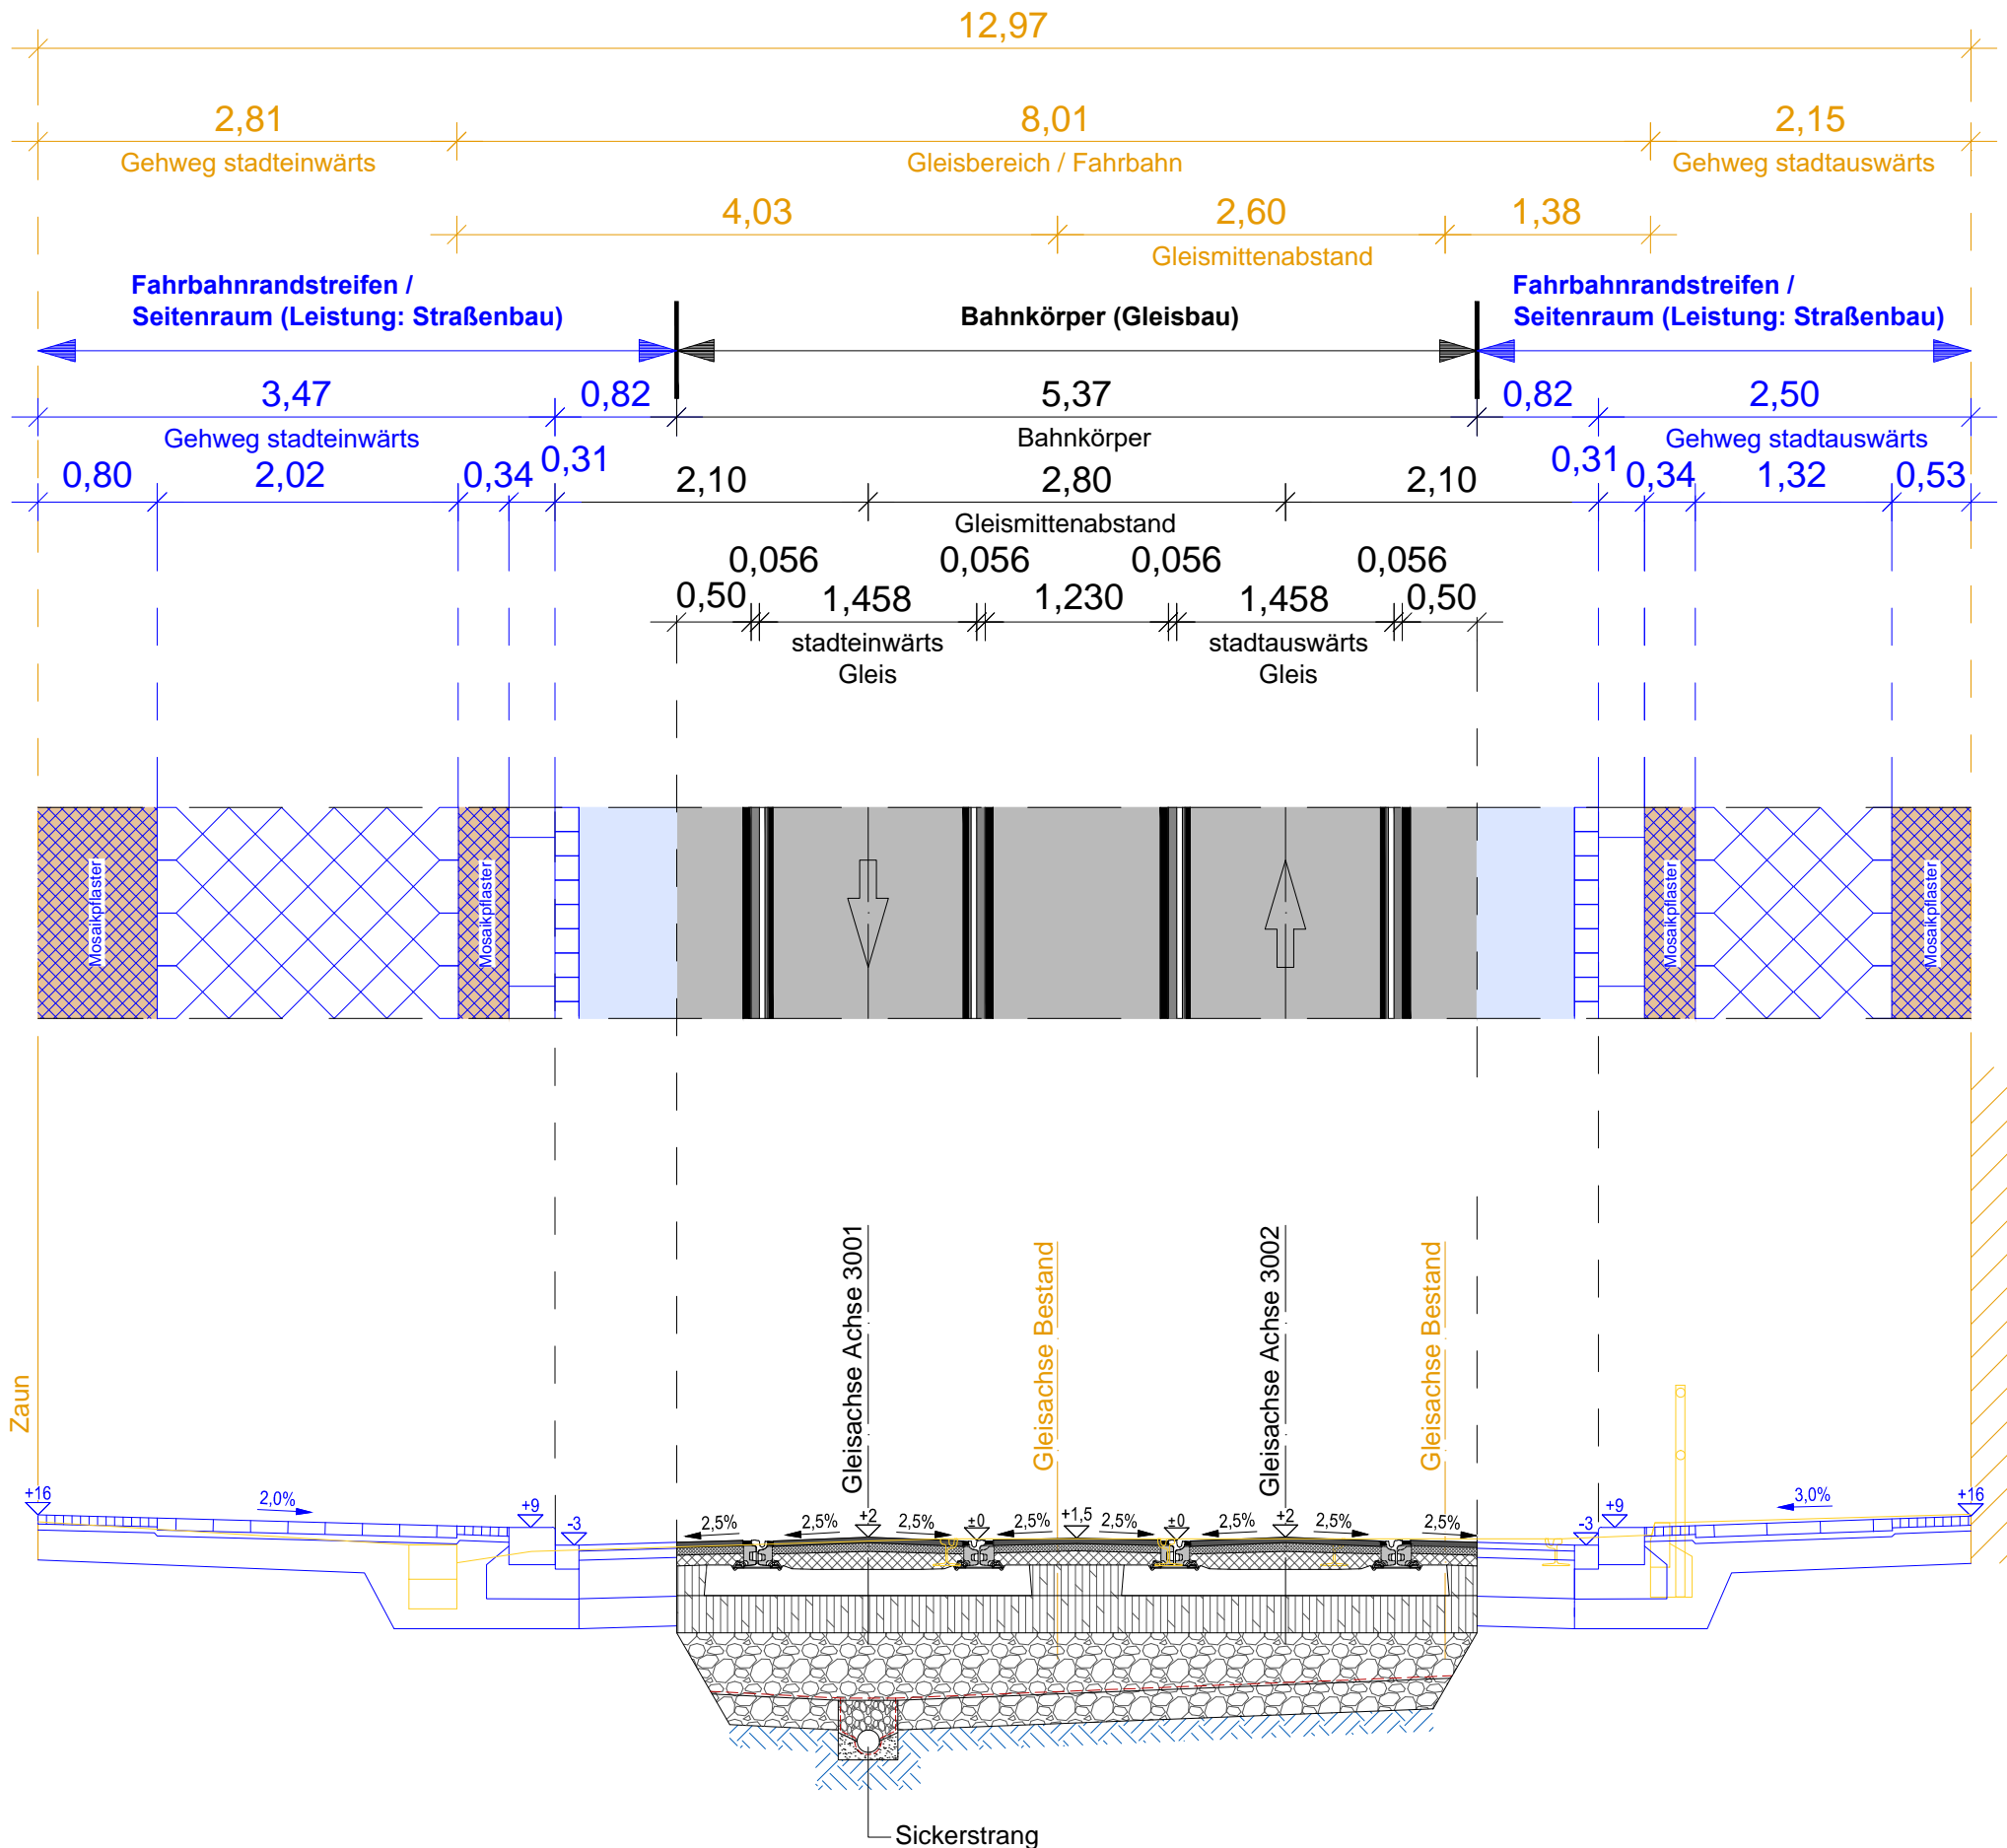 12,97
2,81 8,01 2,15
Gehweg stadteinwärts Gleisbereich / Fahrbahn Gehweg stadtauswärts
4,03 2,60 1,38
Gleismittenabstand
Fahrbahnrandstreifen /
Seitenraum (Leistung: Straßenbau)
Bahnkörper (Gleisbau)
Fahrbahnrandstreifen /
Seitenraum (Leistung: Straßenbau)
3,47 0,82 5,37 0,82 2,50
Gehweg stadteinwärts Bahnkörper Gehweg stadtauswärts
0,80 2,02 0,34 0,31 2,10 2,80 2,10 0,31 0,34 1,32 0,53
Gleismittenabstand
0,056 0,056 0,056 0,056
0,50 1,458 1,230 1,458 0,50
stadteinwärts
Gleis
stadtauswärts
Gleis
Mosaikpflaster
Mosaikpflaster
Mosaikpflaster
Mosaikpflaster
Zaun
Gleisachse Achse 3001
Gleisachse Bestand
Gleisachse Achse 3002
Gleisachse Bestand
+16 2,0% +9 -3 2,5% 2,5% +2 2,5% ±0 2,5% +1,5 2,5% ±0 2,5% +2 2,5% 2,5% -3 +9 3,0% +16
Sickerstrang